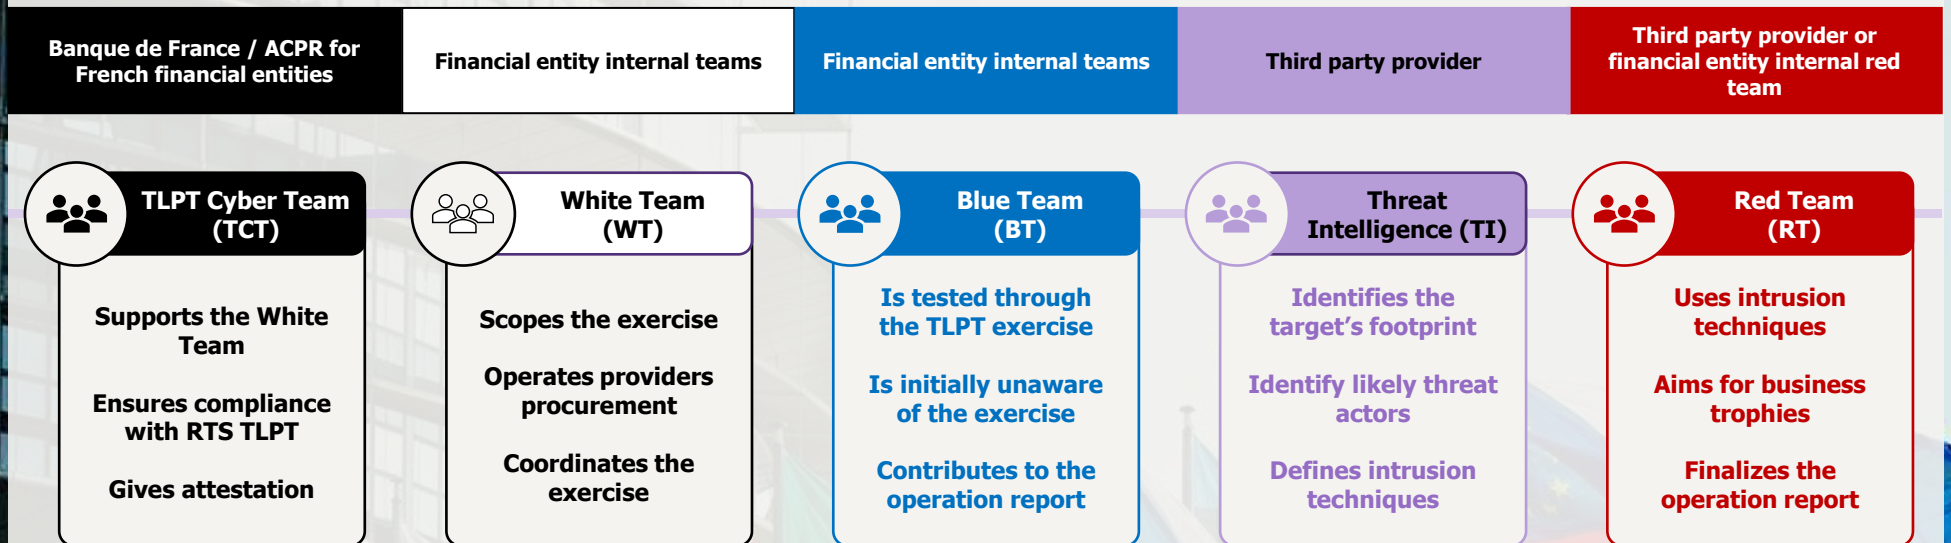 Banque de France / ACPR for
French financial entities
Financial entity internal teams
Financial entity internal teams
Third party provider
Third party provider or
financial entity internal red
team
TLPT Cyber Team
(TCT)
Supports the White
Team
Ensures compliance
with RTS TLPT
Gives attestation
White Team
(WT)
Scopes the exercise
Operates providers
procurement
Coordinates the
exercise
Blue Team
(BT)
Is tested through
the TLPT exercise
Is initially unaware
of the exercise
Contributes to the
operation report
Threat
Intelligence (TI)
Identifies the
target’s footprint
Identify likely threat
actors
Defines intrusion
techniques
Red Team
(RT)
Uses intrusion
techniques
Aims for business
trophies
Finalizes the
operation report